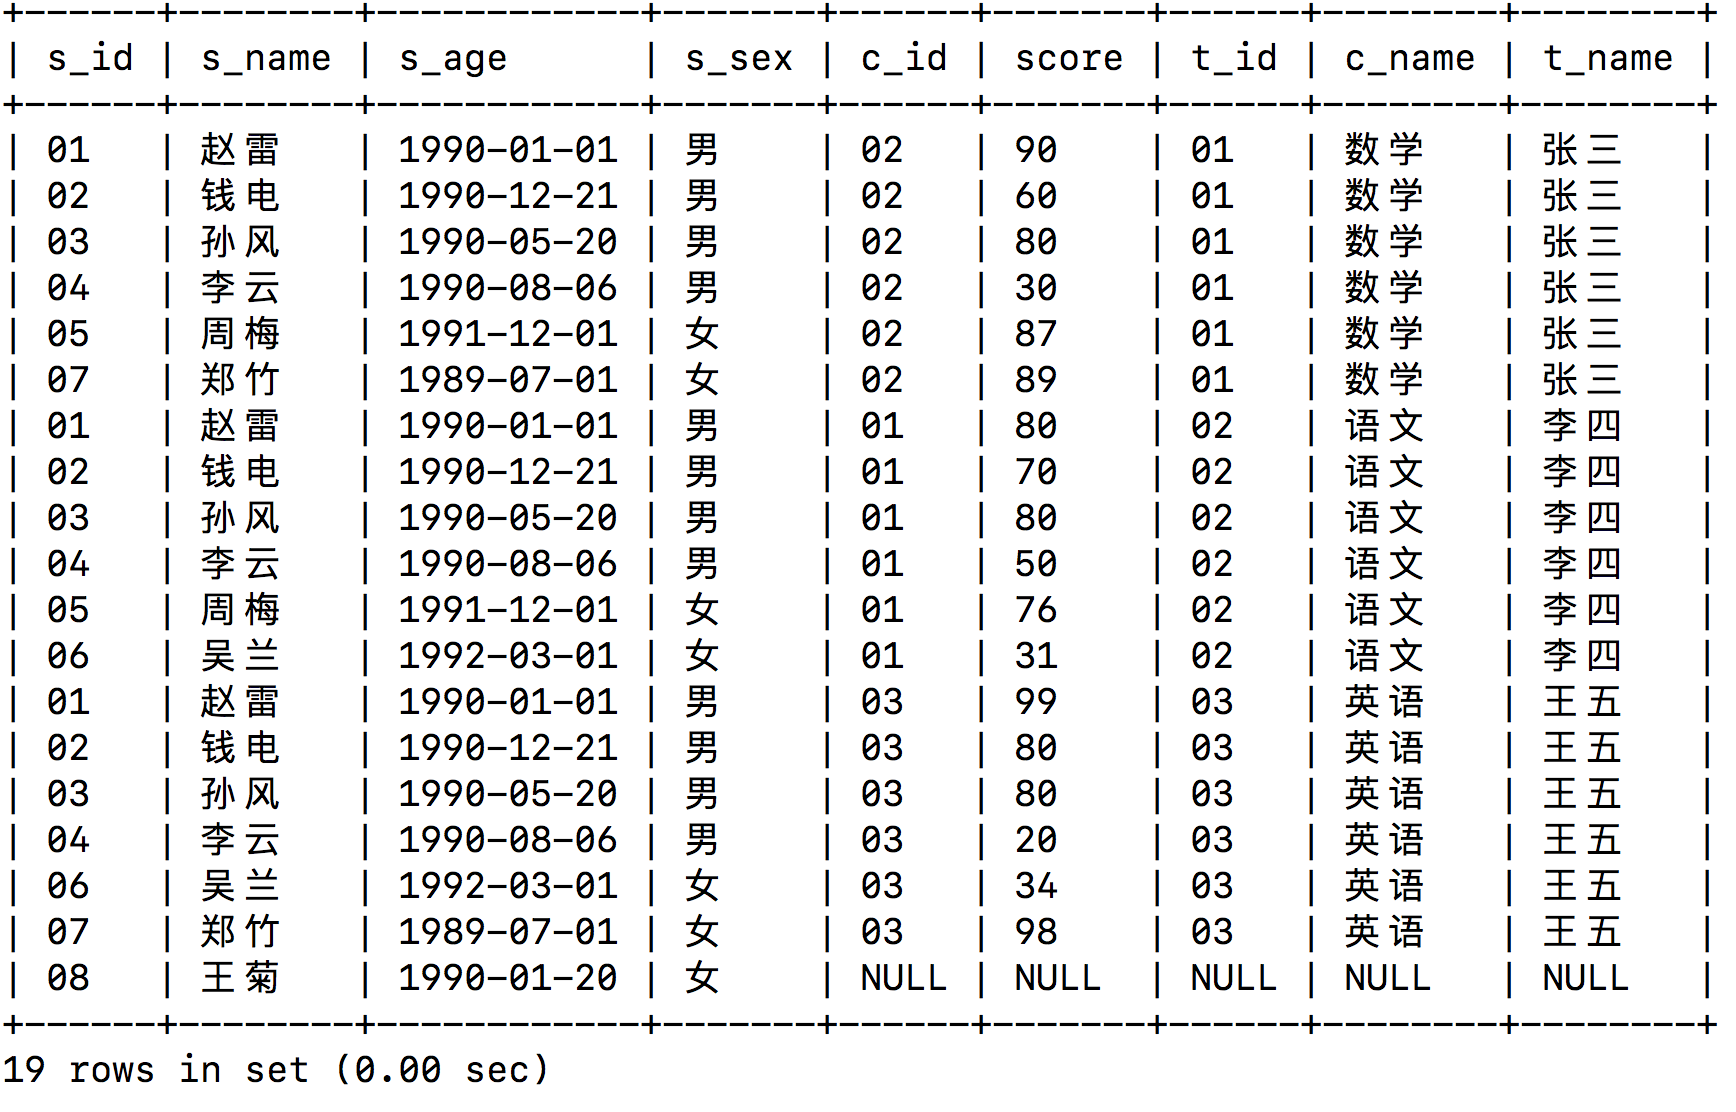 +------+--------+------------+-------+------+-------+------+--------+--------+
| s_id | s_name | s_age      | s_sex | c_id | score | t_id | c_name | t_name |
+------+--------+------------+-------+------+-------+------+--------+--------+
| 01   | 赵雷   | 1990-01-01 | 男    | 02   | 90    | 01   | 数学   | 张三   |
| 02   | 钱电   | 1990-12-21 | 男    | 02   | 60    | 01   | 数学   | 张三   |
| 03   | 孙风   | 1990-05-20 | 男    | 02   | 80    | 01   | 数学   | 张三   |
| 04   | 李云   | 1990-08-06 | 男    | 02   | 30    | 01   | 数学   | 张三   |
| 05   | 周梅   | 1991-12-01 | 女    | 02   | 87    | 01   | 数学   | 张三   |
| 07   | 郑竹   | 1989-07-01 | 女    | 02   | 89    | 01   | 数学   | 张三   |
| 01   | 赵雷   | 1990-01-01 | 男    | 01   | 80    | 02   | 语文   | 李四   |
| 02   | 钱电   | 1990-12-21 | 男    | 01   | 70    | 02   | 语文   | 李四   |
| 03   | 孙风   | 1990-05-20 | 男    | 01   | 80    | 02   | 语文   | 李四   |
| 04   | 李云   | 1990-08-06 | 男    | 01   | 50    | 02   | 语文   | 李四   |
| 05   | 周梅   | 1991-12-01 | 女    | 01   | 76    | 02   | 语文   | 李四   |
| 06   | 吴兰   | 1992-03-01 | 女    | 01   | 31    | 02   | 语文   | 李四   |
| 01   | 赵雷   | 1990-01-01 | 男    | 03   | 99    | 03   | 英语   | 王五   |
| 02   | 钱电   | 1990-12-21 | 男    | 03   | 80    | 03   | 英语   | 王五   |
| 03   | 孙风   | 1990-05-20 | 男    | 03   | 80    | 03   | 英语   | 王五   |
| 04   | 李云   | 1990-08-06 | 男    | 03   | 20    | 03   | 英语   | 王五   |
| 06   | 吴兰   | 1992-03-01 | 女    | 03   | 34    | 03   | 英语   | 王五   |
| 07   | 郑竹   | 1989-07-01 | 女    | 03   | 98    | 03   | 英语   | 王五   |
| 08   | 王菊   | 1990-01-20 | 女    | NULL | NULL  | NULL | NULL   | NULL   |
+------+--------+------------+-------+------+-------+------+--------+--------+
19 rows in set (0.00 sec)